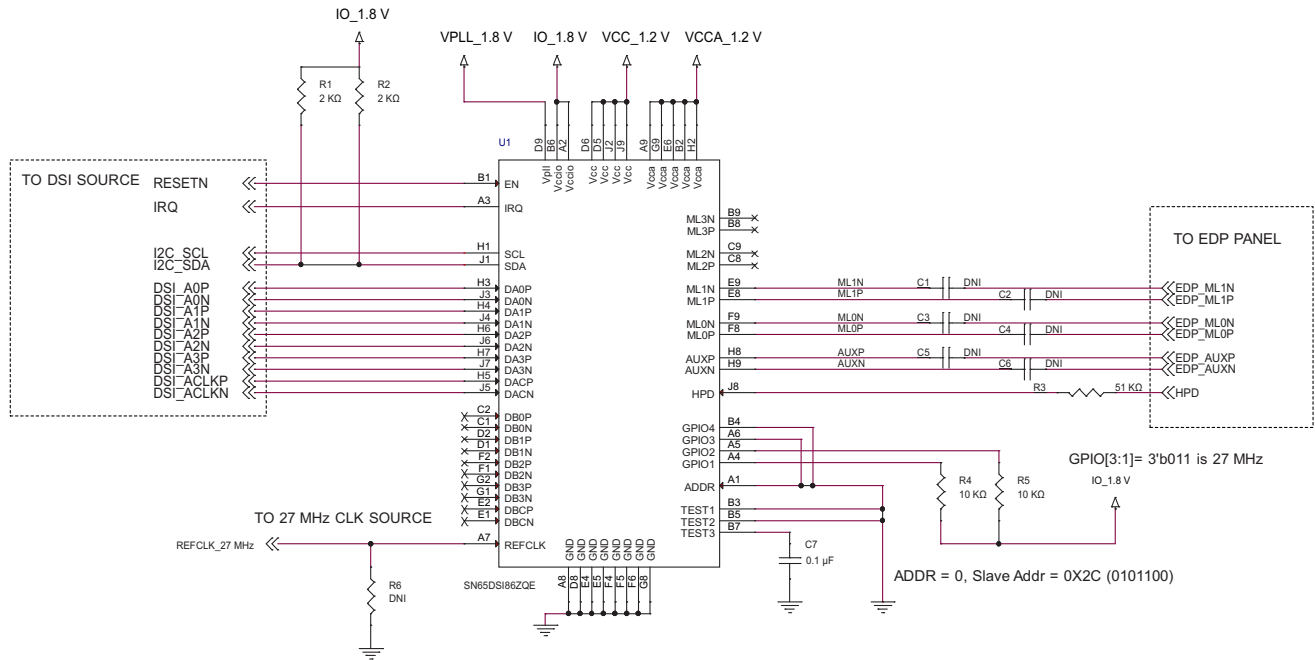 IO_1.8 V
VPLL_1.8 V IO_1.8 V VCC_1.2 V VCCA_1.2 V
R1 2 KΩ
R2 2 KΩ
U1
D9 B6 A2 D6 D5 J2 J9 A9 G9 E6 B2 H2
Vpll Vccio Vccio Vcc Vcc Vcc Vcc Vcca Vcca Vcca Vcca Vcca
TO DSI SOURCE
RESETN B1 EN
IRQ A3 IRQ
I2C_SCL H1 SCL
I2C_SDA J1 SDA
DSI_A0P H3 DA0P
DSI_A0N J3 DA0N
DSI_A1P H4 DA1P
DSI_A1N J4 DA1N
DSI_A2P H6 DA2P
DSI_A2N J6 DA2N
DSI_A3P H7 DA3P
DSI_A3N J7 DA3N
DSI_ACLKP H5 DACP
DSI_ACLKN J5 DACN
C2 DB0P
C1 DB0N
D2 DB1P
D1 DB1N
F2 DB2P
F1 DB2N
G2 DB3P
G1 DB3N
E2 DBCP
E1 DBCN
TO 27 MHz CLK SOURCE
REFCLK_27 MHz A7 REFCLK
R6
DNI
SN65DSI86ZQE
GND GND GND GND GND GND GND GND
A8 D8 E4 E5 F4 F5 F6 G8
ML3N B9
ML3P B8
ML2N C9
ML2P C8
TO EDP PANEL
ML1N E9 ML1N C1 DNI EDP_ML1N
ML1P E8 ML1P C2 DNI EDP_ML1P
ML0N F9 ML0N C3 DNI EDP_ML0N
ML0P F8 ML0P C4 DNI EDP_ML0P
AUXP H8 AUXP C5 DNI EDP_AUXP
AUXN H9 AUXN C6 DNI EDP_AUXN
HPD J8 R3 51 KΩ HPD
GPIO4 B4
GPIO3 A6
GPIO2 A5
GPIO1 A4
GPIO[3:1]= 3'b011 is 27 MHz
R4
10 KΩ
R5
10 KΩ
IO_1.8 V
ADDR A1
TEST1 B3
TEST2 B5
TEST3 B7
C7
0.1 µF
ADDR = 0, Slave Addr = 0X2C (0101100)